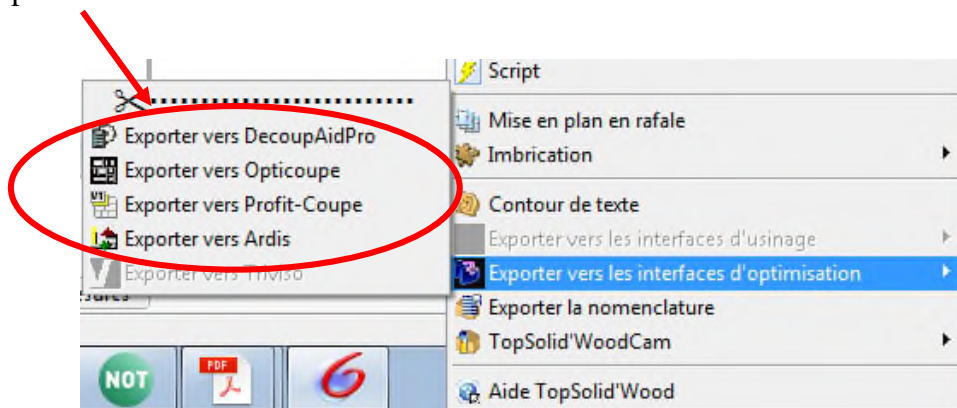 Script
Mise en plan en rafale
Imbrication
Contour de texte
Exporter vers les interfaces d'usinage
Exporter vers les interfaces d'optimisation
Exporter la nomenclature
TopSolid'WoodCam
Aide TopSolid'Wood
Exporter vers DecoupAidPro
Exporter vers Opticoupe
Exporter vers Profit-Coupe
Exporter vers Ardis
Exporter vers Triviso
NOT
PDF